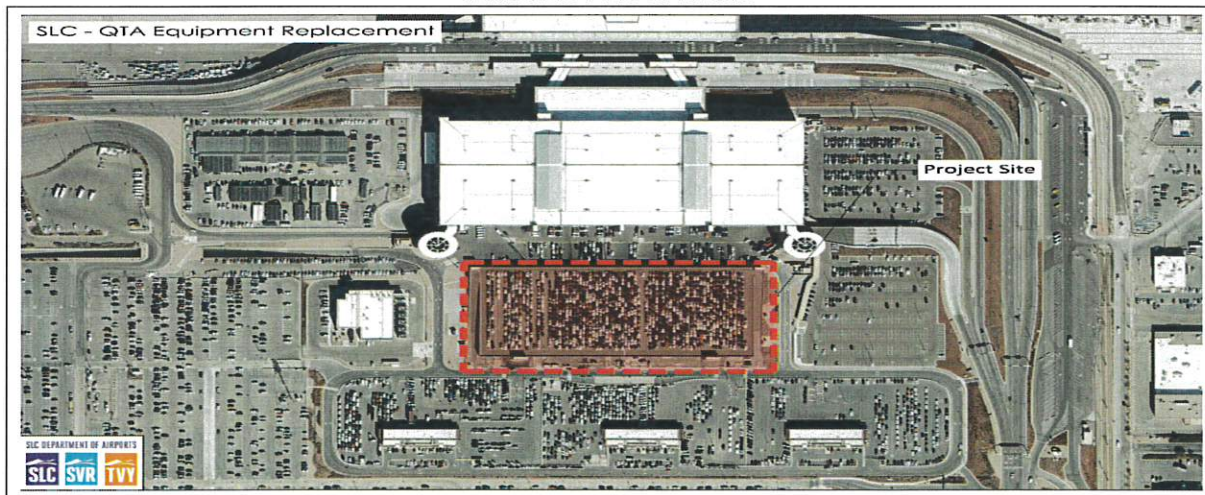 SLC - QTA Equipment Replacement
Project Site
SLC DEPARTMENT OF AIRPORTS
SLC SVR TVY